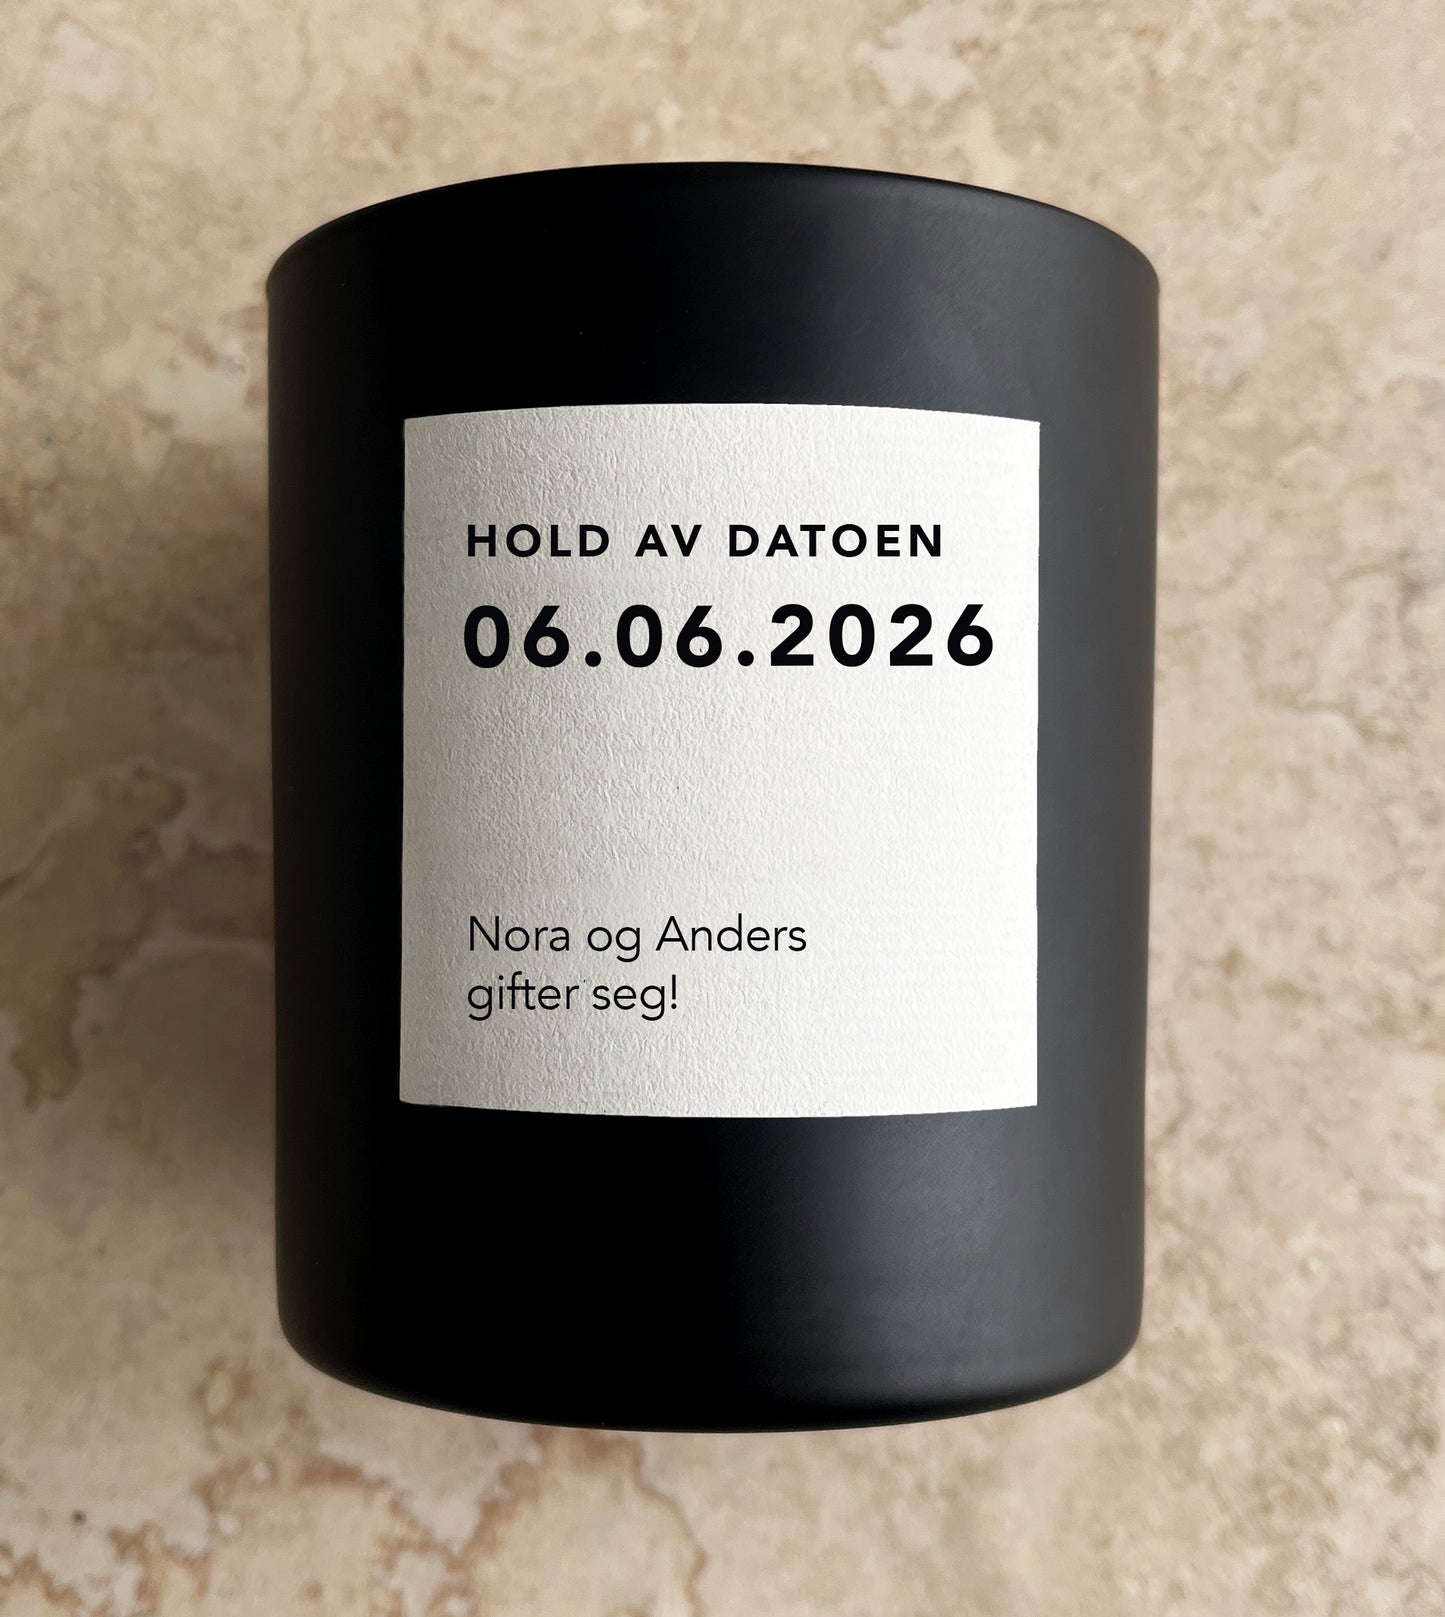 HOLD AV DATOEN
06.06.2026
Nora og Anders
gifter seg!